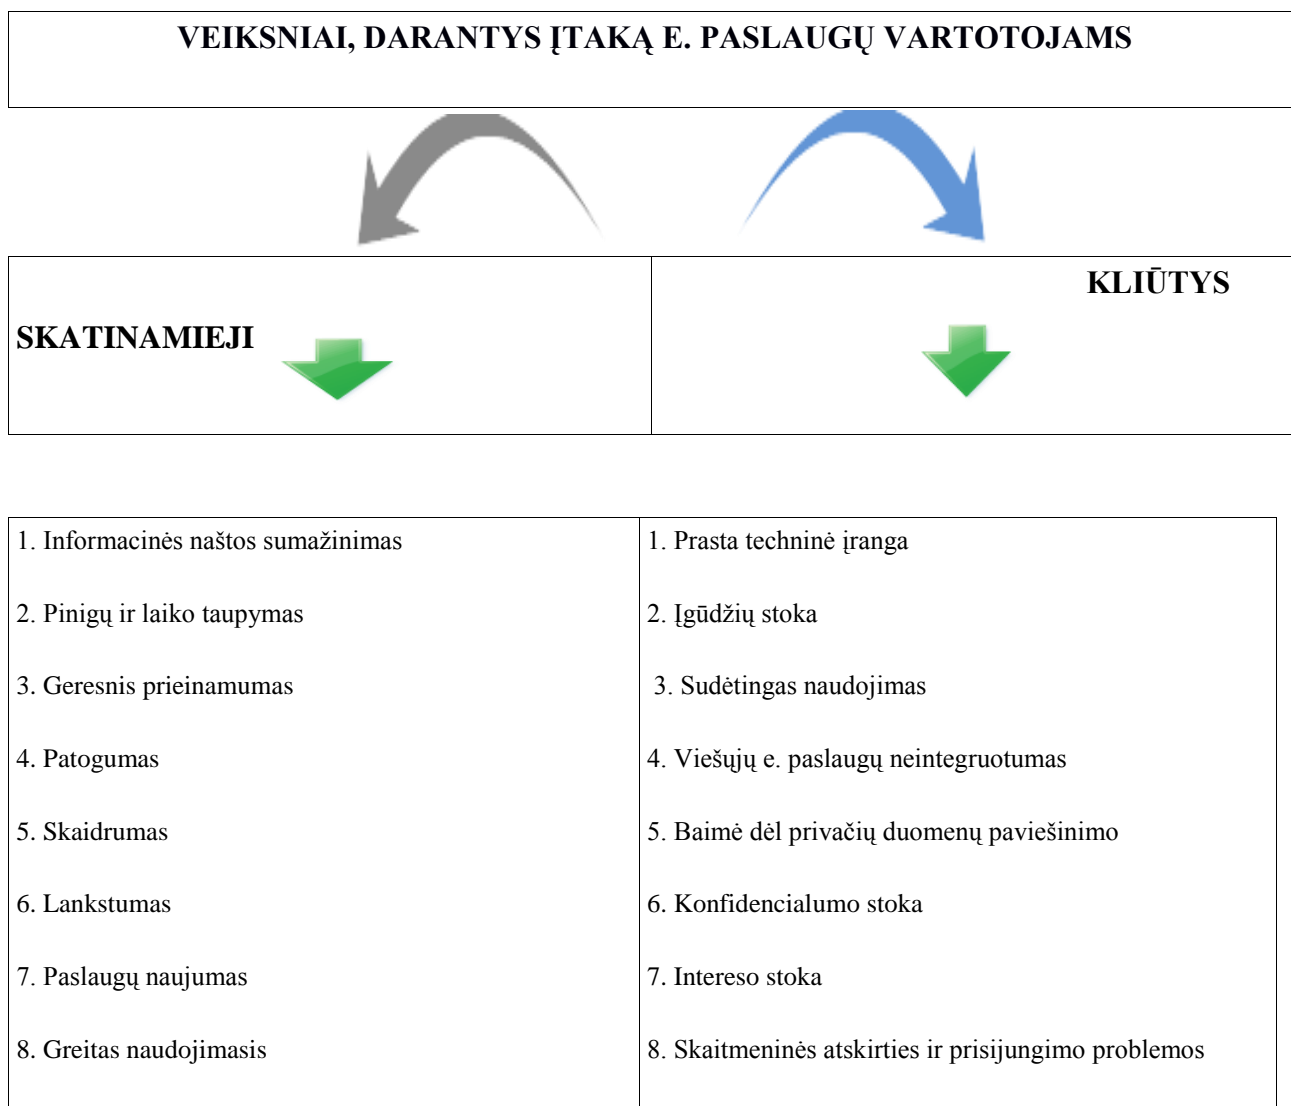 VEIKSNIAI, DARANTYS ĮTAKĄ E. PASLAUGŲ VARTOTOJAMS
SKATINAMIEJI
KLIŪTYS
1. Informacinės naštos sumažinimas
2. Pinigų ir laiko taupymas
3. Geresnis prieinamumas
4. Patogumas
5. Skaidrumas
6. Lankstumas
7. Paslaugų naujumas
8. Greitas naudojimasis
1. Prasta techninė įranga
2. Įgūdžių stoka
3. Sudėtingas naudojimas
4. Viešųjų e. paslaugų neintegruotumas
5. Baimė dėl privačių duomenų paviešinimo
6. Konfidencialumo stoka
7. Intereso stoka
8. Skaitmeninės atskirties ir prisijungimo problemos